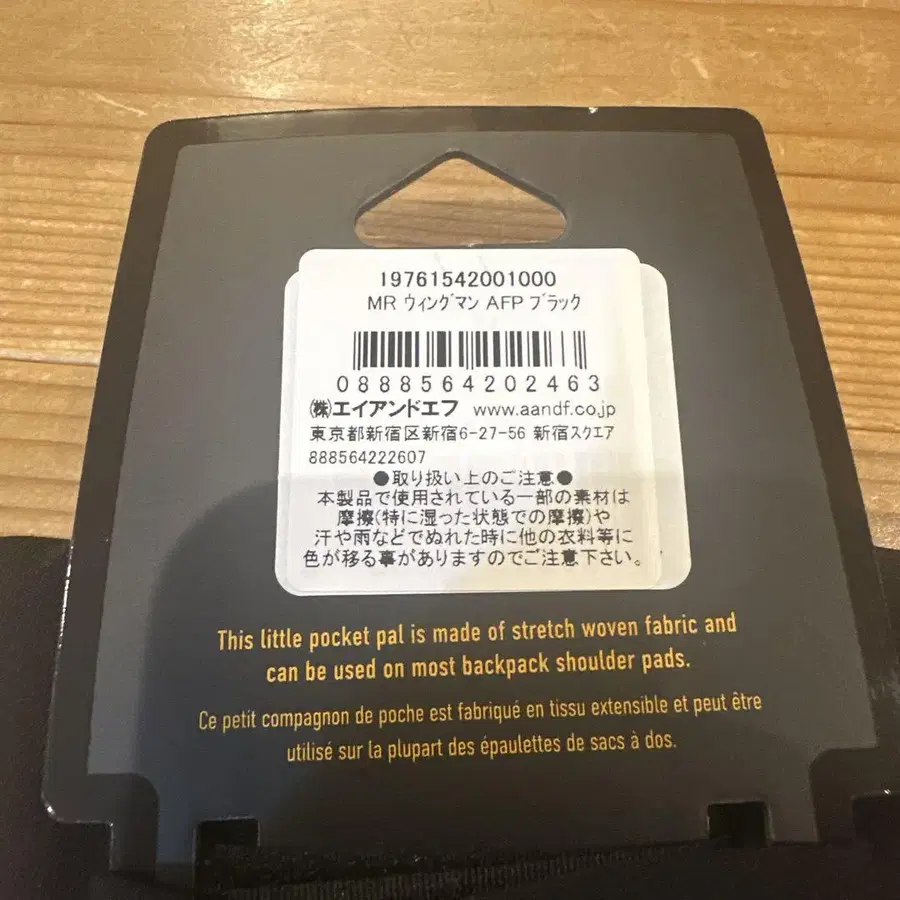 19761542001000
MR ウィングマン AFP ブラック
0888564202463
㈱エイアンドエフ www.aandf.co.jp
東京都新宿区新宿6-27-56 新宿スクエア
888564222607
●取り扱い上のご注意●
本製品で使用されている一部の素材は
摩擦(特に湿った状態での摩擦)や
汗や雨などでぬれた時に他の衣料等に
色が移る事がありますのでご注意下さい。
This little pocket pal is made of stretch woven fabric and
can be used on most backpack shoulder pads.
Ce petit compagnon de poche est fabriqué en tissu extensible et peut être
utilisé sur la plupart des épaulettes de sacs à dos.